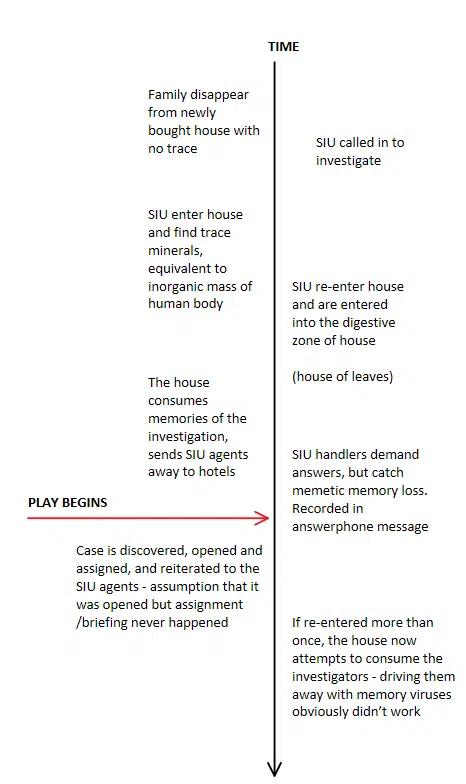 TIME
Family disappear
from newly
bought house with
no trace
SIU called in to
investigate
SIU enter house
and find trace
minerals,
equivalent to
inorganic mass of
human body
SIU re-enter house
and are entered
into the digestive
zone of house
(house of leaves)
The house
consumes
memories of the
investigation,
sends SIU agents
away to hotels
SIU handlers demand
answers, but catch
memetic memory loss.
Recorded in
answerphone message
PLAY BEGINS
Case is discovered, opened and
assigned, and reiterated to the
SIU agents - assumption that it
was opened but assignment
/briefing never happened
If re-entered more than
once, the house now
attempts to consume the
investigators - driving them
away with memory viruses
obviously didn’t work